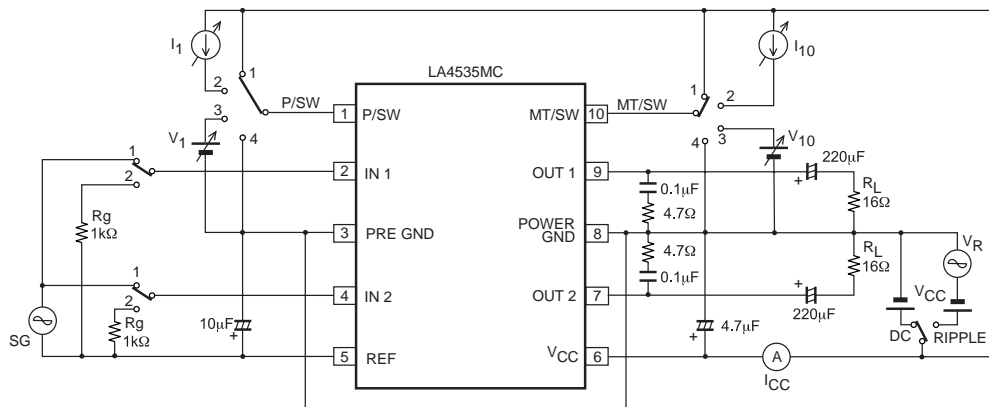 LA4535MC
I1
1
2
3
4
P/SW
V1
1
P/SW
1
2
2
IN 1
Rg
1kΩ
3
PRE GND
1
2
4
IN 2
SG
Rg
1kΩ
10μF
+
5
REF
I10
1
2
3
4
MT/SW
10
MT/SW
V10
9
OUT 1
220μF
+
0.1μF
4.7Ω
RL
16Ω
POWER
GND
8
4.7Ω
0.1μF
RL
16Ω
VR
7
OUT 2
+
220μF
VCC
4.7μF
+
DC
RIPPLE
6
VCC
A
ICC